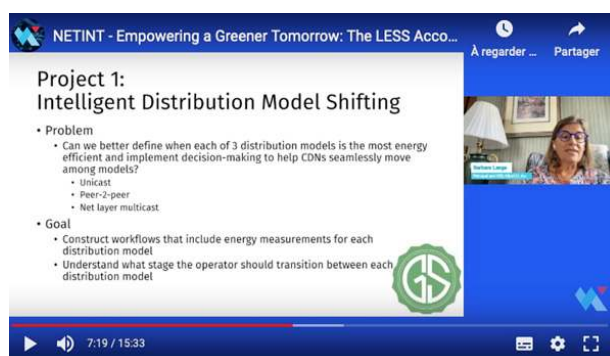 NETINT - Empowering a Greener Tomorrow: The LESS Acco...
À regarder ...
Partager
Project 1:
Intelligent Distribution Model Shifting
• Problem
• Can we better define when each of 3 distribution models is the most energy
efficient and implement decision-making to help CDNs seamlessly move
among models?
• Unicast
• Peer-2-peer
• Net layer multicast
• Goal
• Construct workflows that include energy measurements for each
distribution model
• Understand what stage the operator should transition between each
distribution model
GS
Barbara Lange
7:19 / 15:33